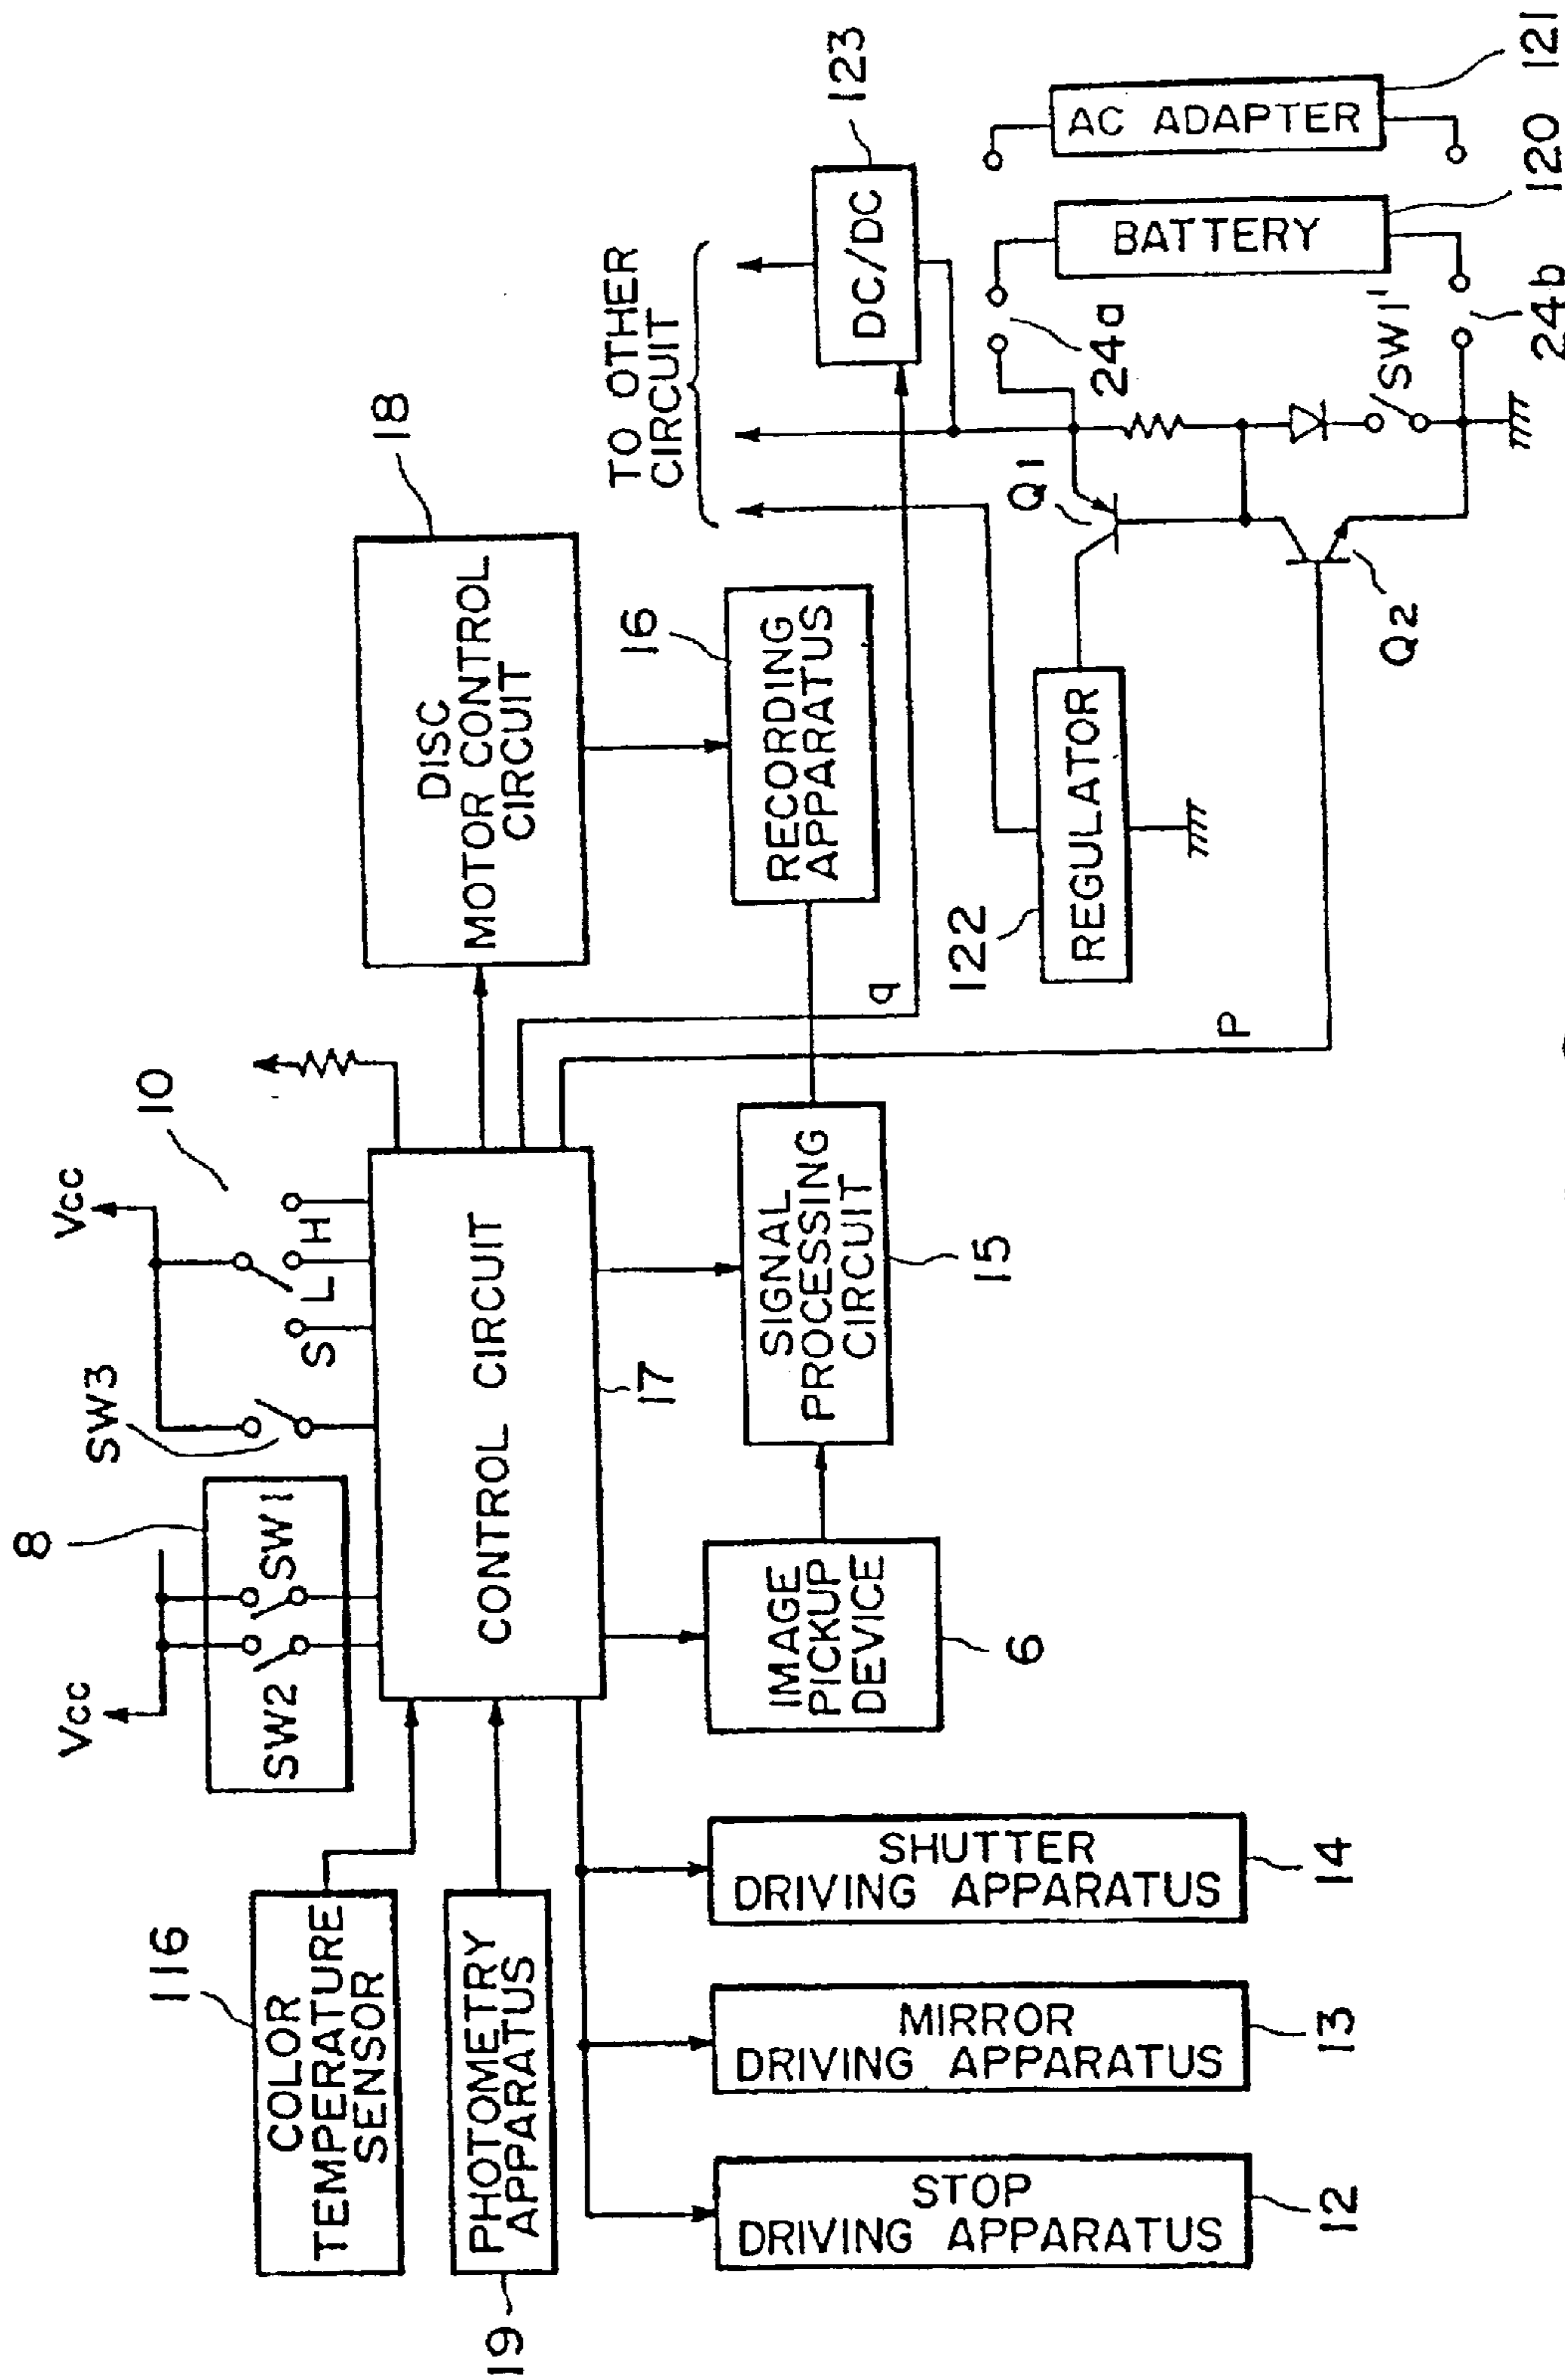 8
Vcc
SW2
SW1
SW3
Vcc
10
S
L
H
116
COLOR
TEMPERATURE
SENSOR
PHOTOMETRY
APPARATUS
19
CONTROL CIRCUIT
17
DISC
MOTOR CONTROL
CIRCUIT
18
STOP
DRIVING APPARATUS
12
MIRROR
DRIVING APPARATUS
13
SHUTTER
DRIVING APPARATUS
14
IMAGE
PICKUP
DEVICE
6
SIGNAL
PROCESSING
CIRCUIT
15
RECORDING
APPARATUS
16
q
P
TO OTHER
CIRCUIT
DC/DC
123
122
REGULATOR
Q1
Q2
24a
SW1'
24b
BATTERY
120
AC ADAPTER
121